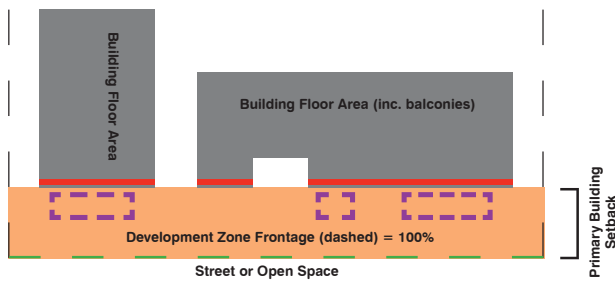 Building Floor Area
Building Floor Area (inc. balconies)
Development Zone Frontage (dashed) = 100%
Street or Open Space
Primary Building
Setback